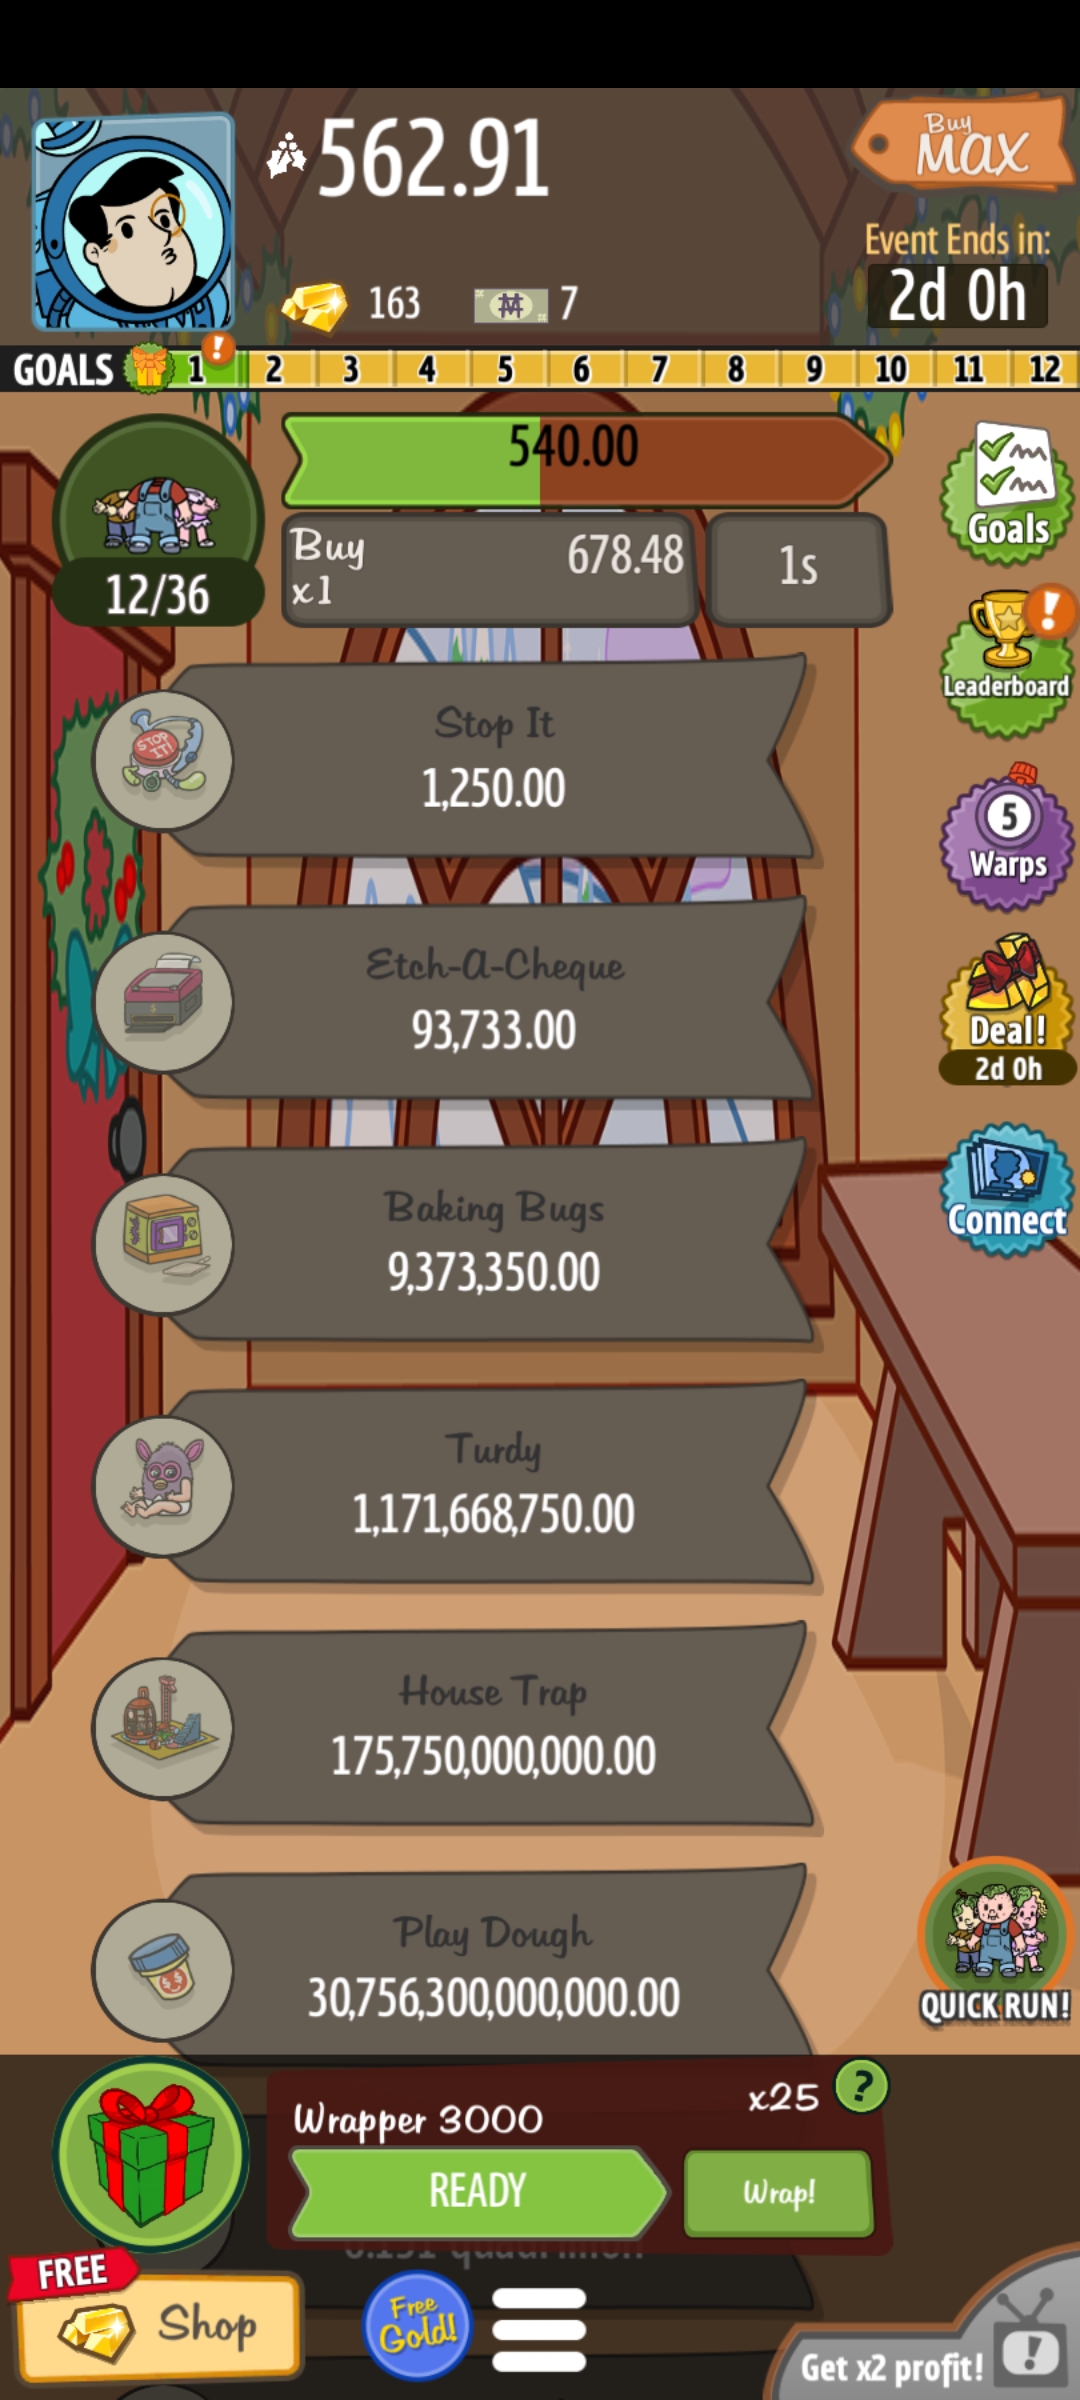 562.91
Buy
MAX
Event Ends in:
2d 0h
163
7
GOALS 1 ! 2 3 4 5 6 7 8 9 10 11 12
540.00
12/36
Buy
x1
678.48
1s
Goals
!
Leaderboard
STOP
IT!
Stop It
1,250.00
5
Warps
Etch-A-Cheque
93,733.00
Deal!
2d 0h
Baking Bugs
9,373,350.00
Connect
Turdy
1,171,668,750.00
House Trap
175,750,000,000.00
Play Dough
30,756,300,000,000.00
QUICK RUN!
Wrapper 3000
x25
?
READY
Wrap!
FREE
Shop
Free
Gold!
Get x2 profit!
!